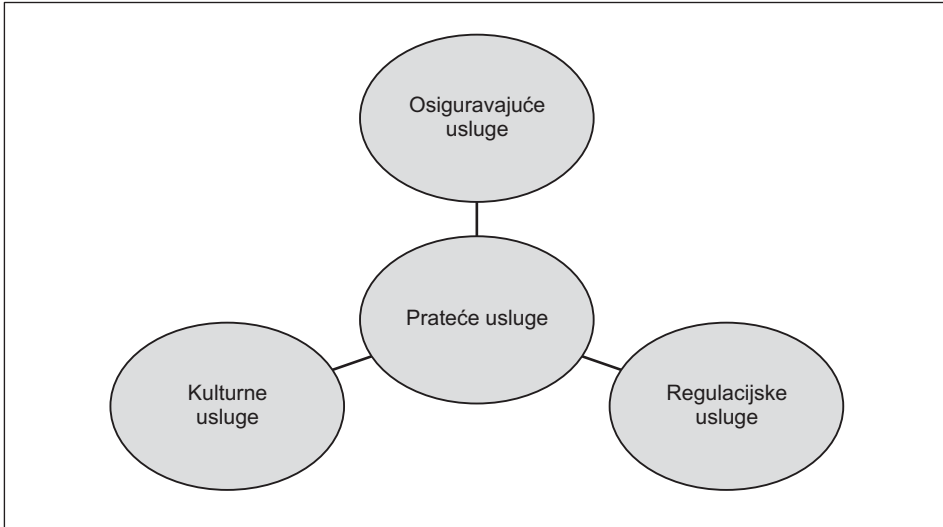 Osiguravajuće
usluge
Prateće usluge
Kulturne
usluge
Regulacijske
usluge